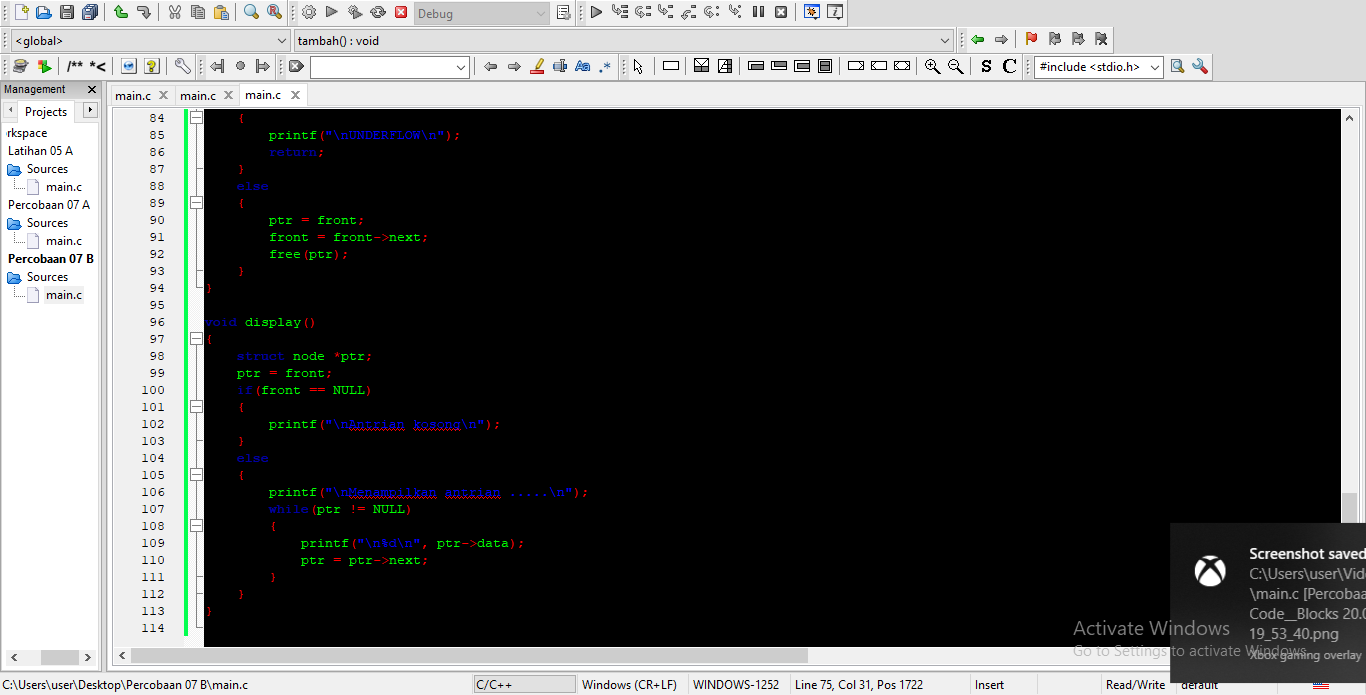 Debug
<global>
tambah() : void
/** *<
#include <stdio.h>
S C
Management
Projects
rkspace
Latihan 05 A
Sources
main.c
Percobaan 07 A
Sources
main.c
Percobaan 07 B
Sources
main.c
main.c
main.c
main.c
84 {
85 printf("\nUNDERFLOW\n");
86 return;
87 }
88 else
89 {
90 ptr = front;
91 front = front->next;
92 free(ptr);
93 }
94 }
95
96 void display()
97 {
98 struct node *ptr;
99 ptr = front;
100 if(front == NULL)
101 {
102 printf("\nAntrian kosong\n");
103 }
104 else
105 {
106 printf("\nMenampilkan antrian .....\n");
107 while(ptr != NULL)
108 {
109 printf("\n%d\n", ptr->data);
110 ptr = ptr->next;
111 }
112 }
113 }
114
Screenshot saved
C:\Users\user\Vid
\main.c [Percobaa
Code__Blocks 20.0
19_53_40.png
Xbox gaming overlay
Activate Windows
Go to Settings to activate Windows.
C:\Users\user\Desktop\Percobaan 07 B\main.c
C/C++
Windows (CR+LF)
WINDOWS-1252
Line 75, Col 31, Pos 1722
Insert
Read/Write
default